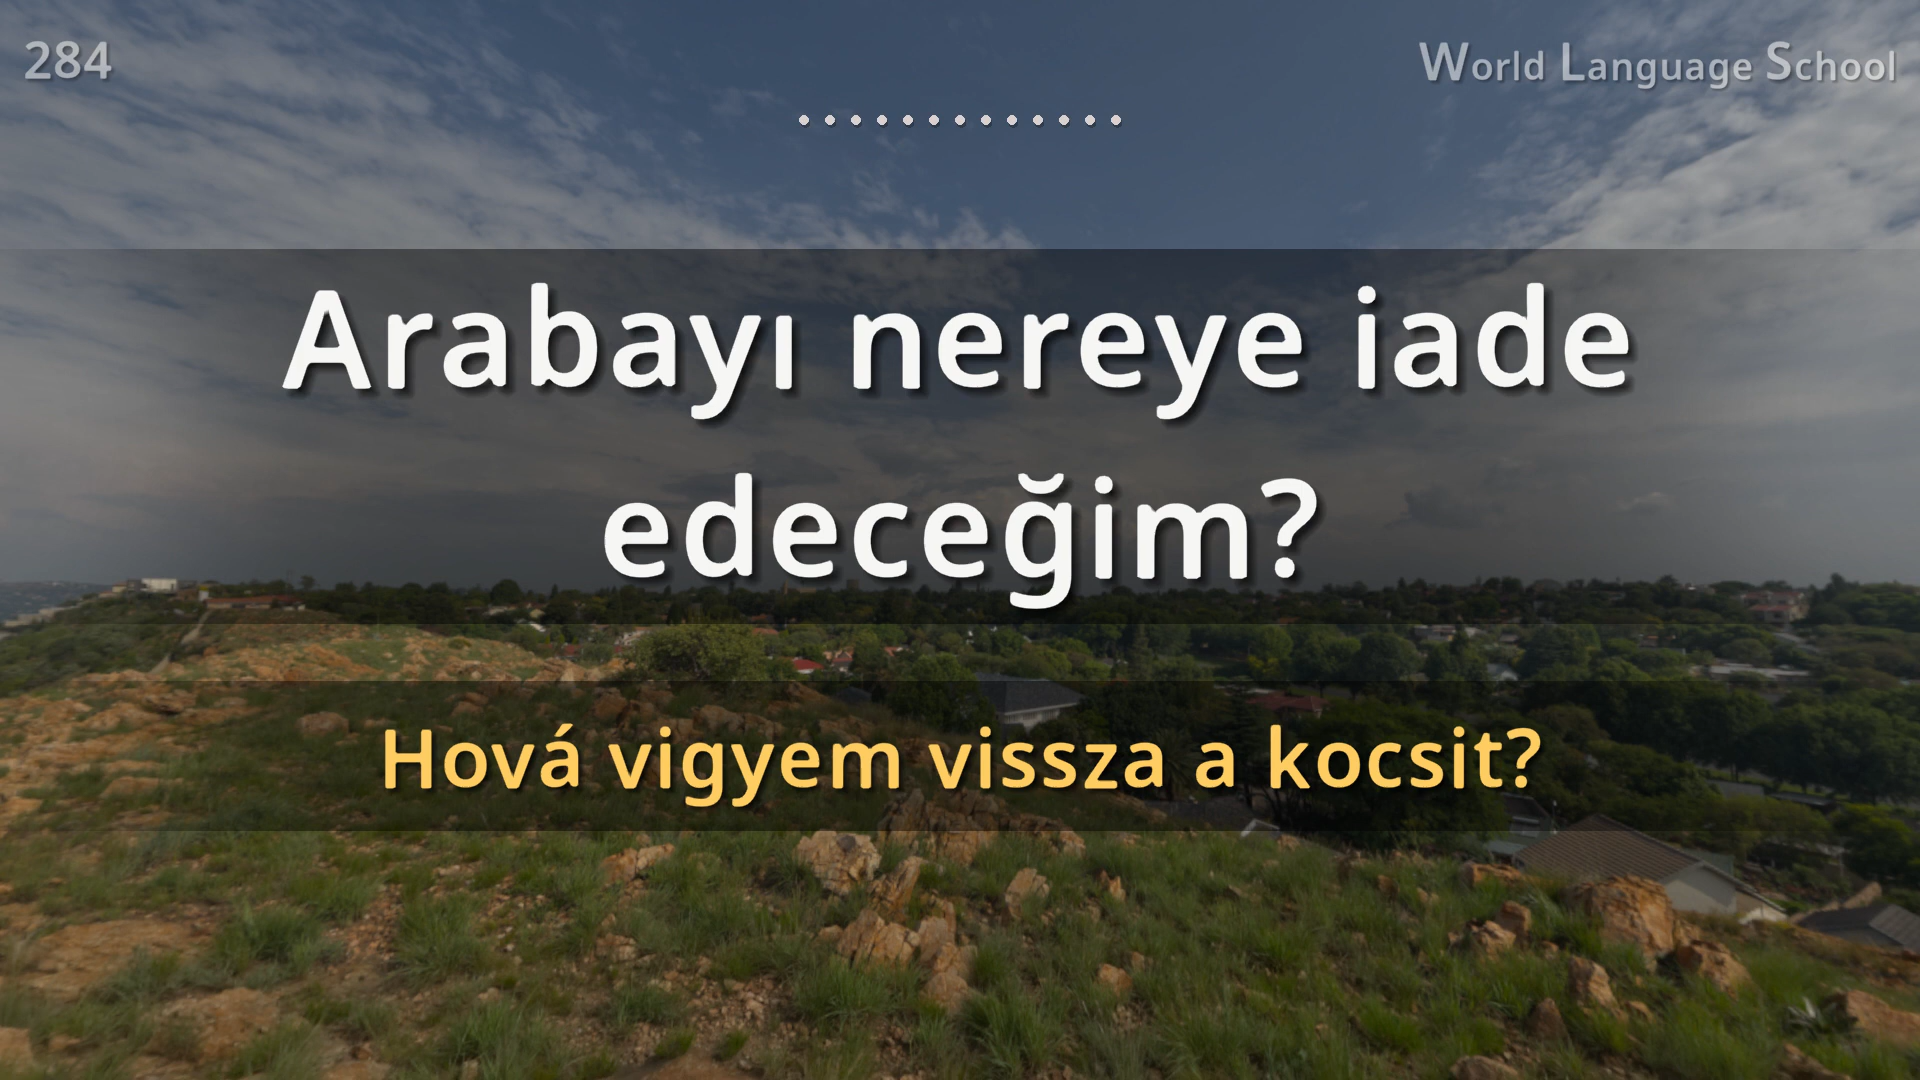 284
World Language School
Arabayı nereye iade
edeceğim?
Hová vigyem vissza a kocsit?